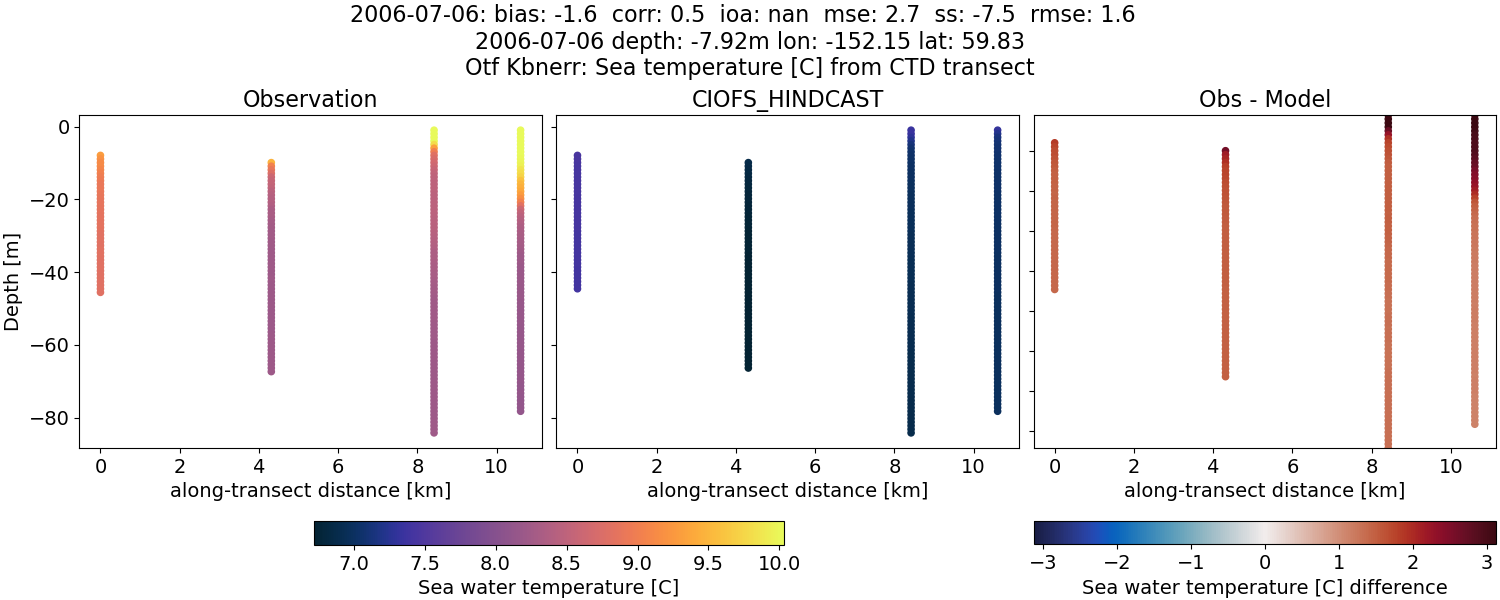 2006-07-06: bias: -1.6  corr: 0.5  ioa: nan  mse: 2.7  ss: -7.5  rmse: 1.6
2006-07-06 depth: -7.92m lon: -152.15 lat: 59.83
Otf Kbnerr: Sea temperature [C] from CTD transect
Observation
CIOFS_HINDCAST
Obs - Model
Depth [m]
0
−20
−40
−60
−80
0 2 4 6 8 10
0 2 4 6 8 10
0 2 4 6 8 10
along-transect distance [km]
along-transect distance [km]
along-transect distance [km]
7.0 7.5 8.0 8.5 9.0 9.5 10.0
Sea water temperature [C]
−3 −2 −1 0 1 2 3
Sea water temperature [C] difference